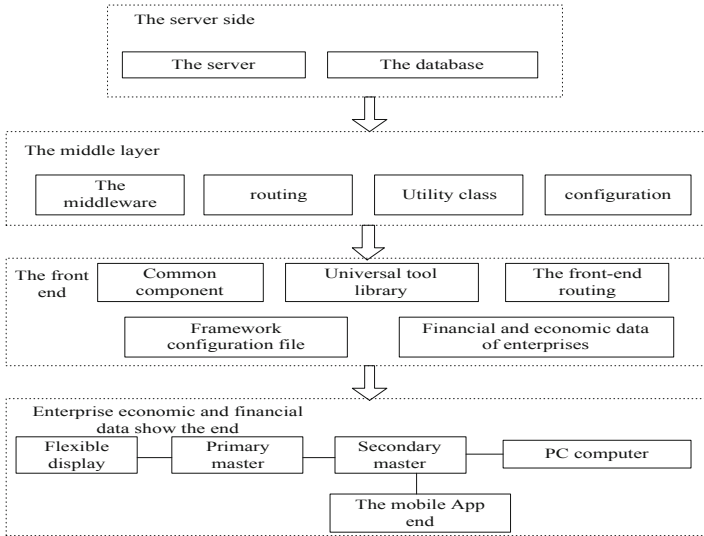 The server side
The server
The database
The middle layer
The
middleware
routing
Utility class
configuration
The front
end
Common
component
Universal tool
library
The front-end
routing
Framework
configuration file
Financial and economic data
of enterprises
Enterprise economic and financial
data show the end
Flexible
display
Primary
master
Secondary
master
PC computer
The mobile App
end